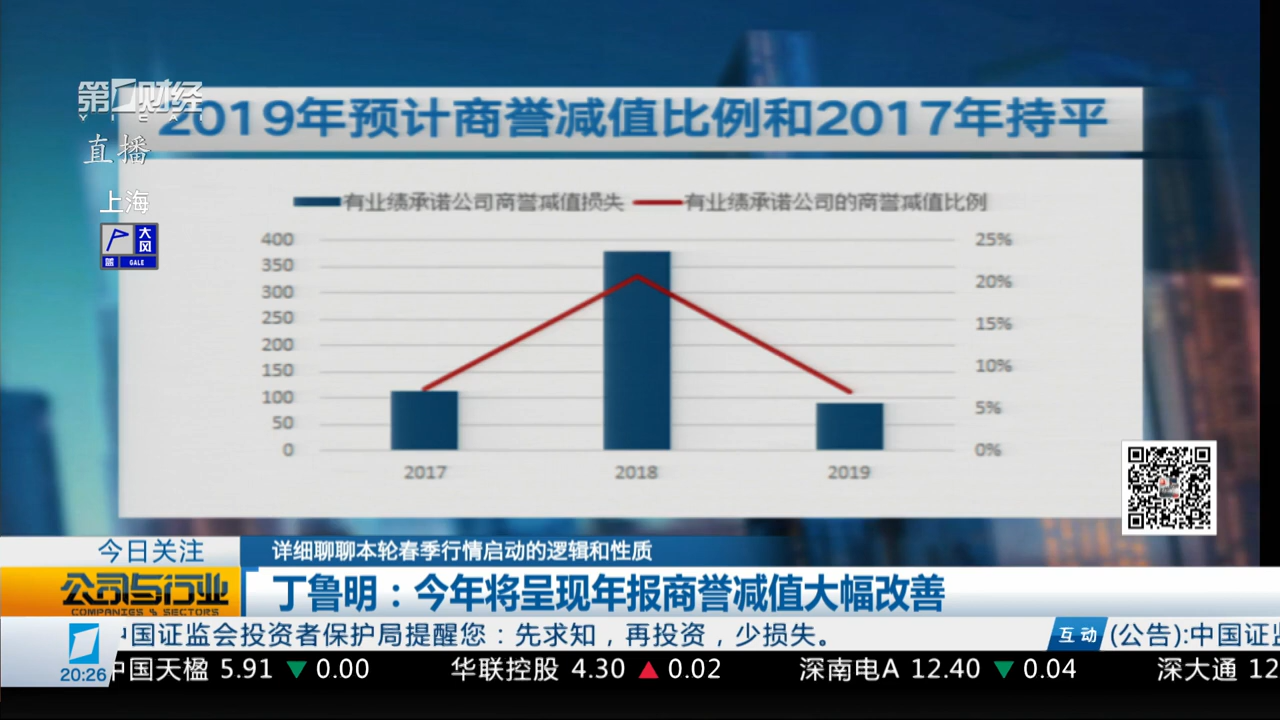 第一财经
YICAI
直播
上海
大风
蓝 GALE
2019年预计商誉减值比例和2017年持平
有业绩承诺公司商誉减值损失 有业绩承诺公司的商誉减值比例
400 25%
350
300 20%
250
200 15%
150 10%
100
50 5%
0 0%
2017 2018 2019
今日关注 详细聊聊本轮春季行情启动的逻辑和性质
公司与行业
COMPANIES & SECTORS
丁鲁明：今年将呈现年报商誉减值大幅改善
中国证监会投资者保护局提醒您：先求知，再投资，少损失。 互动 (公告):中国证监
20:26 中国天楹 5.91 ▼ 0.00 华联控股 4.30 ▲ 0.02 深南电A 12.40 ▼ 0.04 深大通 12